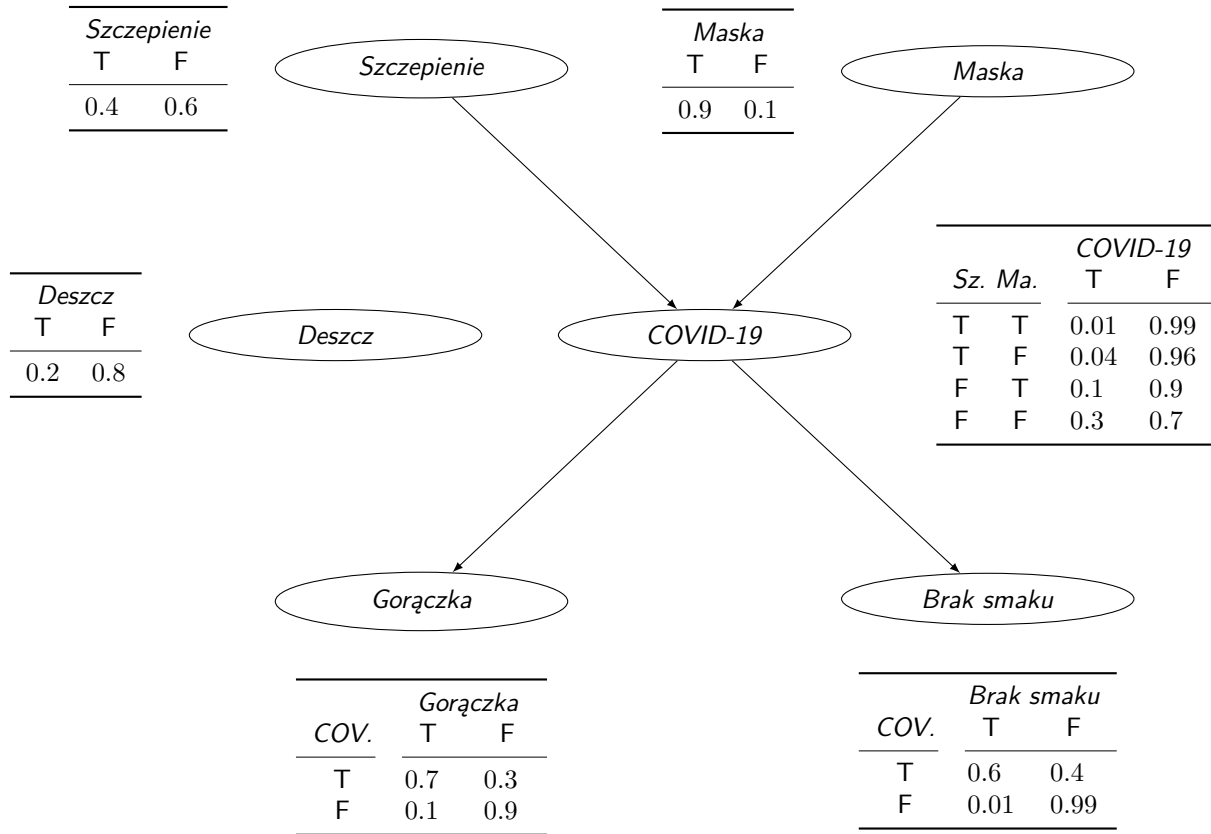 Szczepienie
T F
0.4 0.6
Szczepienie
Maska
T F
0.9 0.1
Maska
Deszcz
T F
0.2 0.8
Deszcz
COVID-19
COVID-19
Sz. Ma. T F
T T 0.01 0.99
T F 0.04 0.96
F T 0.1 0.9
F F 0.3 0.7
Gorączka
Brak smaku
Gorączka
COV. T F
T 0.7 0.3
F 0.1 0.9
Brak smaku
COV. T F
T 0.6 0.4
F 0.01 0.99